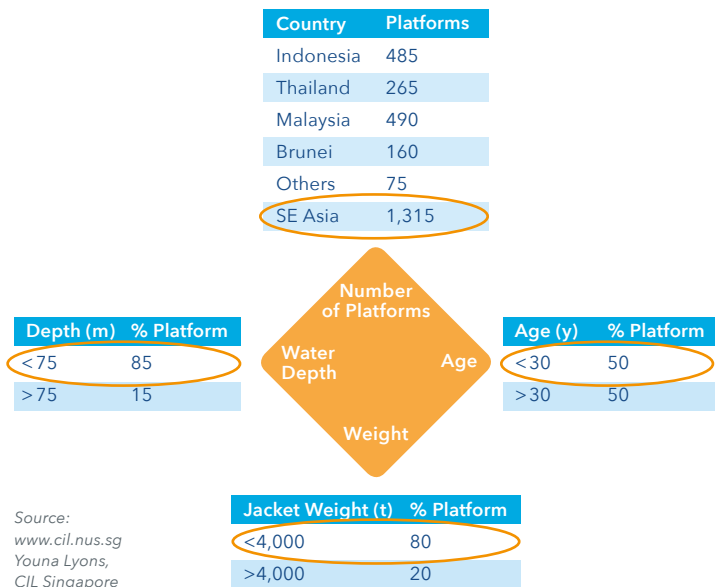 Country Platforms
Indonesia 485
Thailand 265
Malaysia 490
Brunei 160
Others 75
SE Asia 1,315
Number
of Platforms
Water
Depth
Age
Weight
Depth (m) % Platform
<75 85
>75 15
Age (y) % Platform
<30 50
>30 50
Jacket Weight (t) % Platform
<4,000 80
>4,000 20
Source:
www.cil.nus.sg
Youna Lyons,
CIL Singapore